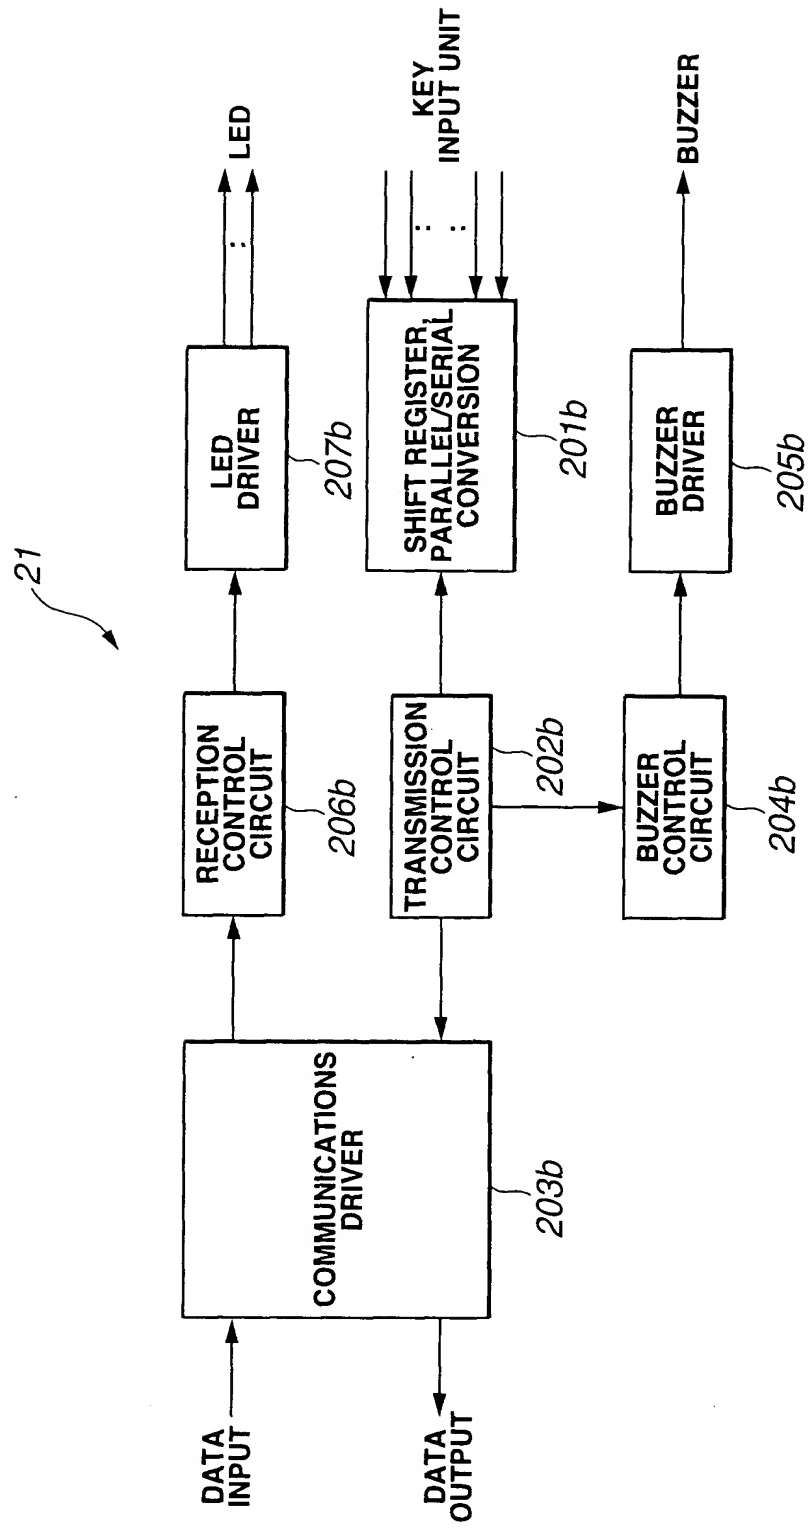 21
DATA
INPUT
DATA
OUTPUT
COMMUNICATIONS
DRIVER
203b
RECEPTION
CONTROL
CIRCUIT
206b
LED
DRIVER
207b
LED
TRANSMISSION
CONTROL
CIRCUIT
202b
SHIFT REGISTER,
PARALLEL/SERIAL
CONVERSION
201b
KEY
INPUT UNIT
BUZZER
CONTROL
CIRCUIT
204b
BUZZER
DRIVER
205b
BUZZER